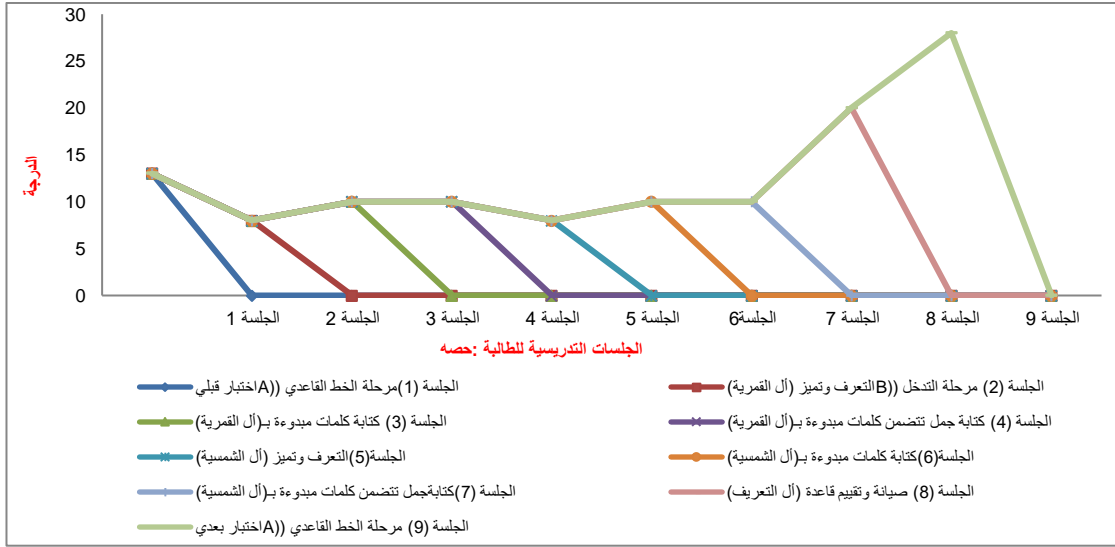 30
25
20
15
10
5
0
الدرجة
الجلسة 1
الجلسة 2
الجلسة 3
الجلسة 4
الجلسة 5
الجلسة6
الجلسة 7
الجلسة 8
الجلسة 9
الجلسات التدريسية للطالبة :حصه
الجلسة (1)مرحلة الخط القاعدي ((Aاختبار قبلي
الجلسة (2) مرحلة التدخل ((Bالتعرف وتميز (أل القمرية)
الجلسة (3) كتابة كلمات مبدوءة بـ(أل القمرية)
الجلسة (4) كتابة جمل تتضمن كلمات مبدوءة بـ(أل القمرية)
الجلسة(5)التعرف وتميز (أل الشمسية)
الجلسة(6)كتابة كلمات مبدوءة بـ(أل الشمسية)
الجلسة (7)كتابةجمل تتضمن كلمات مبدوءة بـ(أل الشمسية)
الجلسة (8) صيانة وتقييم قاعدة (أل التعريف)
الجلسة (9) مرحلة الخط القاعدي ((Aاختبار بعدي